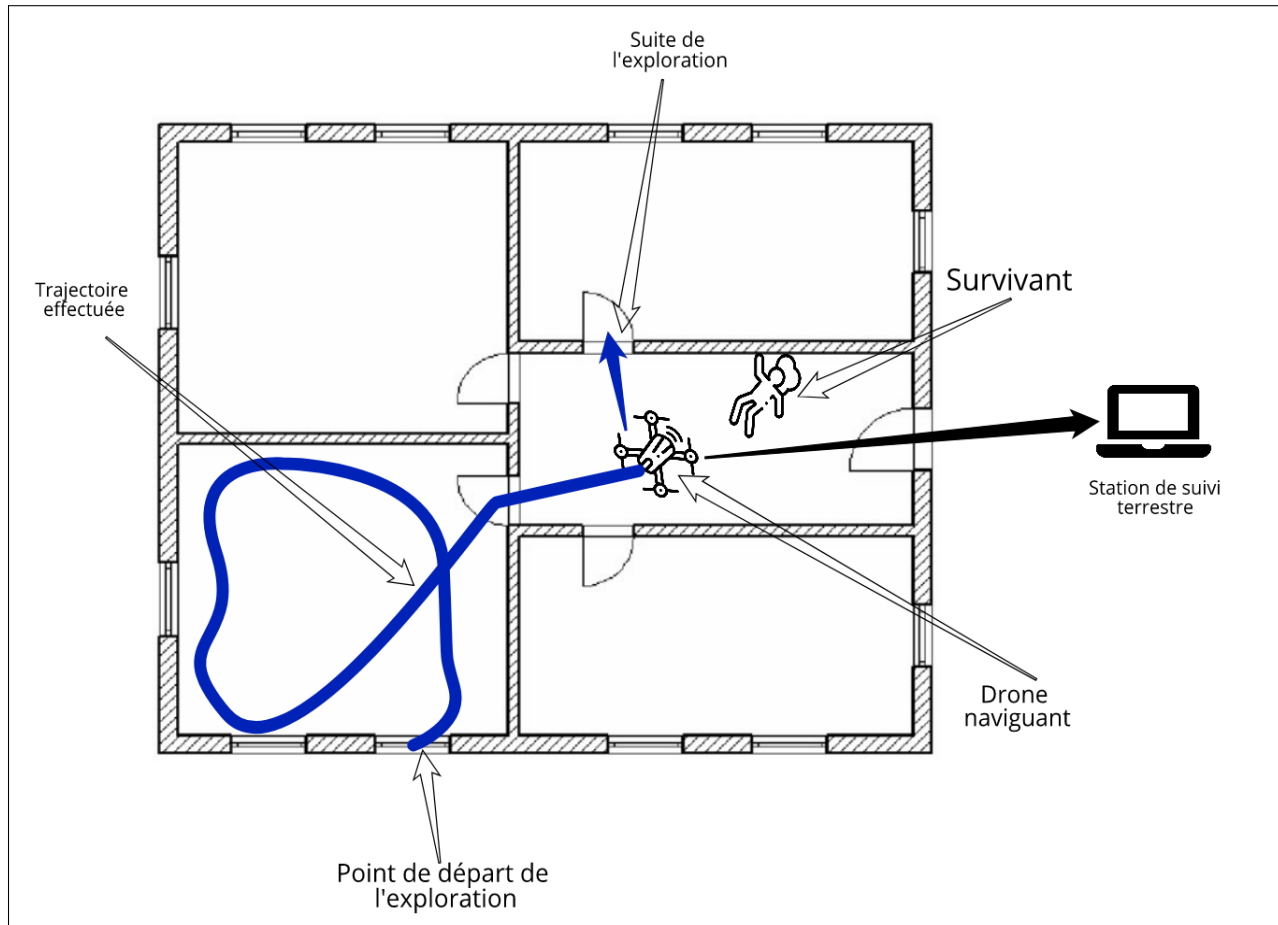 Suite de
l'exploration
Survivant
Trajectoire
effectuée
Station de suivi
terrestre
Drone
naviguant
Point de départ de
l'exploration